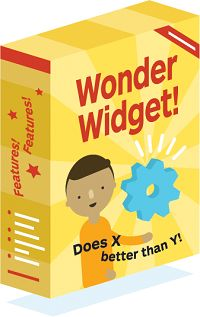 Wonder
Widget!
Features!
Features!
Does X
better than Y!